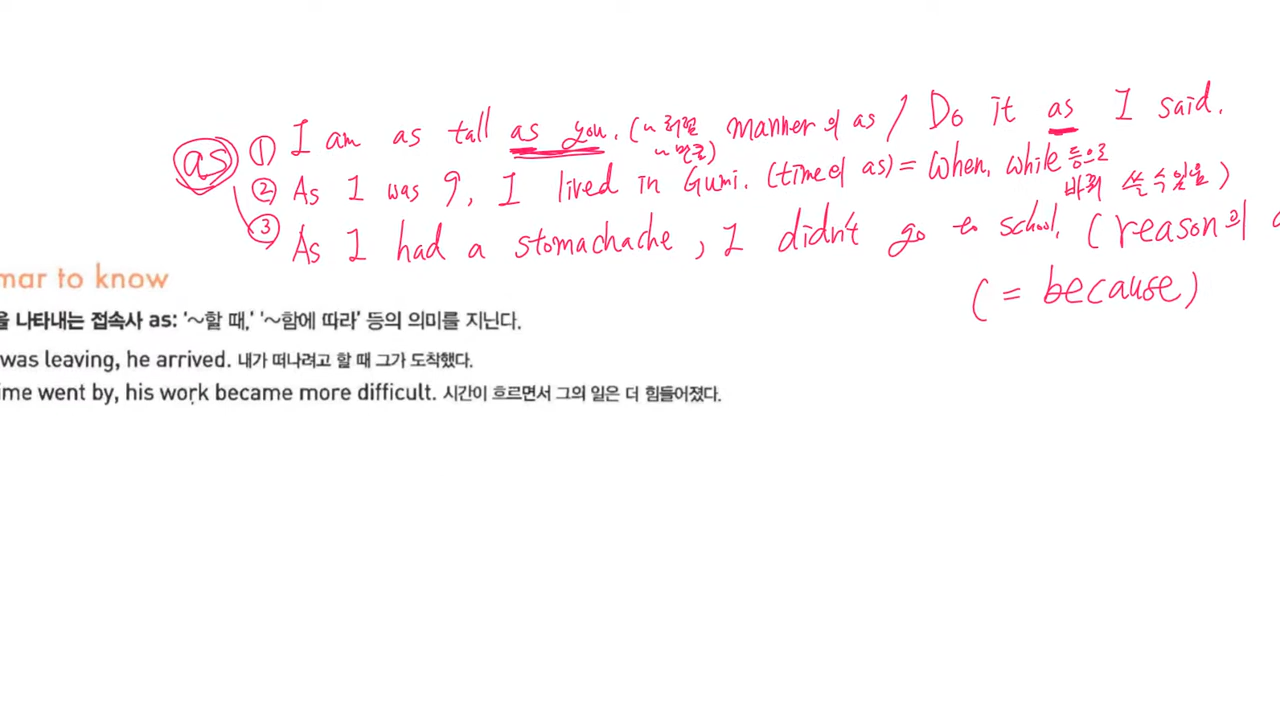 as ① I am as tall as you. (~처럼 ~만큼) manner의 as / Do it as I said.
② As I was 9, I lived in Gumi. (time의 as) = When, while 등으로 바꿔 쓸 수 있음)
③ As I had a stomachache, I didn't go to school. (reason의 a
(= because)
mar to know
을 나타내는 접속사 as: '~할 때,' '~함에 따라' 등의 의미를 지닌다.
was leaving, he arrived. 내가 떠나려고 할 때 그가 도착했다.
ime went by, his work became more difficult. 시간이 흐르면서 그의 일은 더 힘들어졌다.